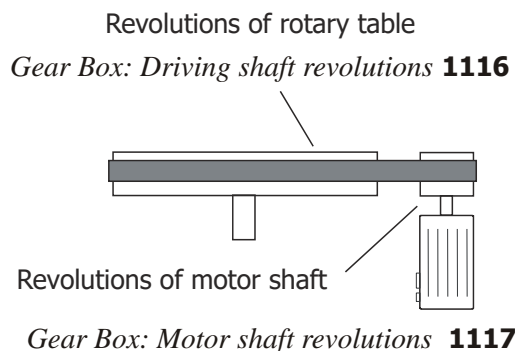 Revolutions of rotary table
Gear Box: Driving shaft revolutions 1116
Revolutions of motor shaft
Gear Box: Motor shaft revolutions 1117